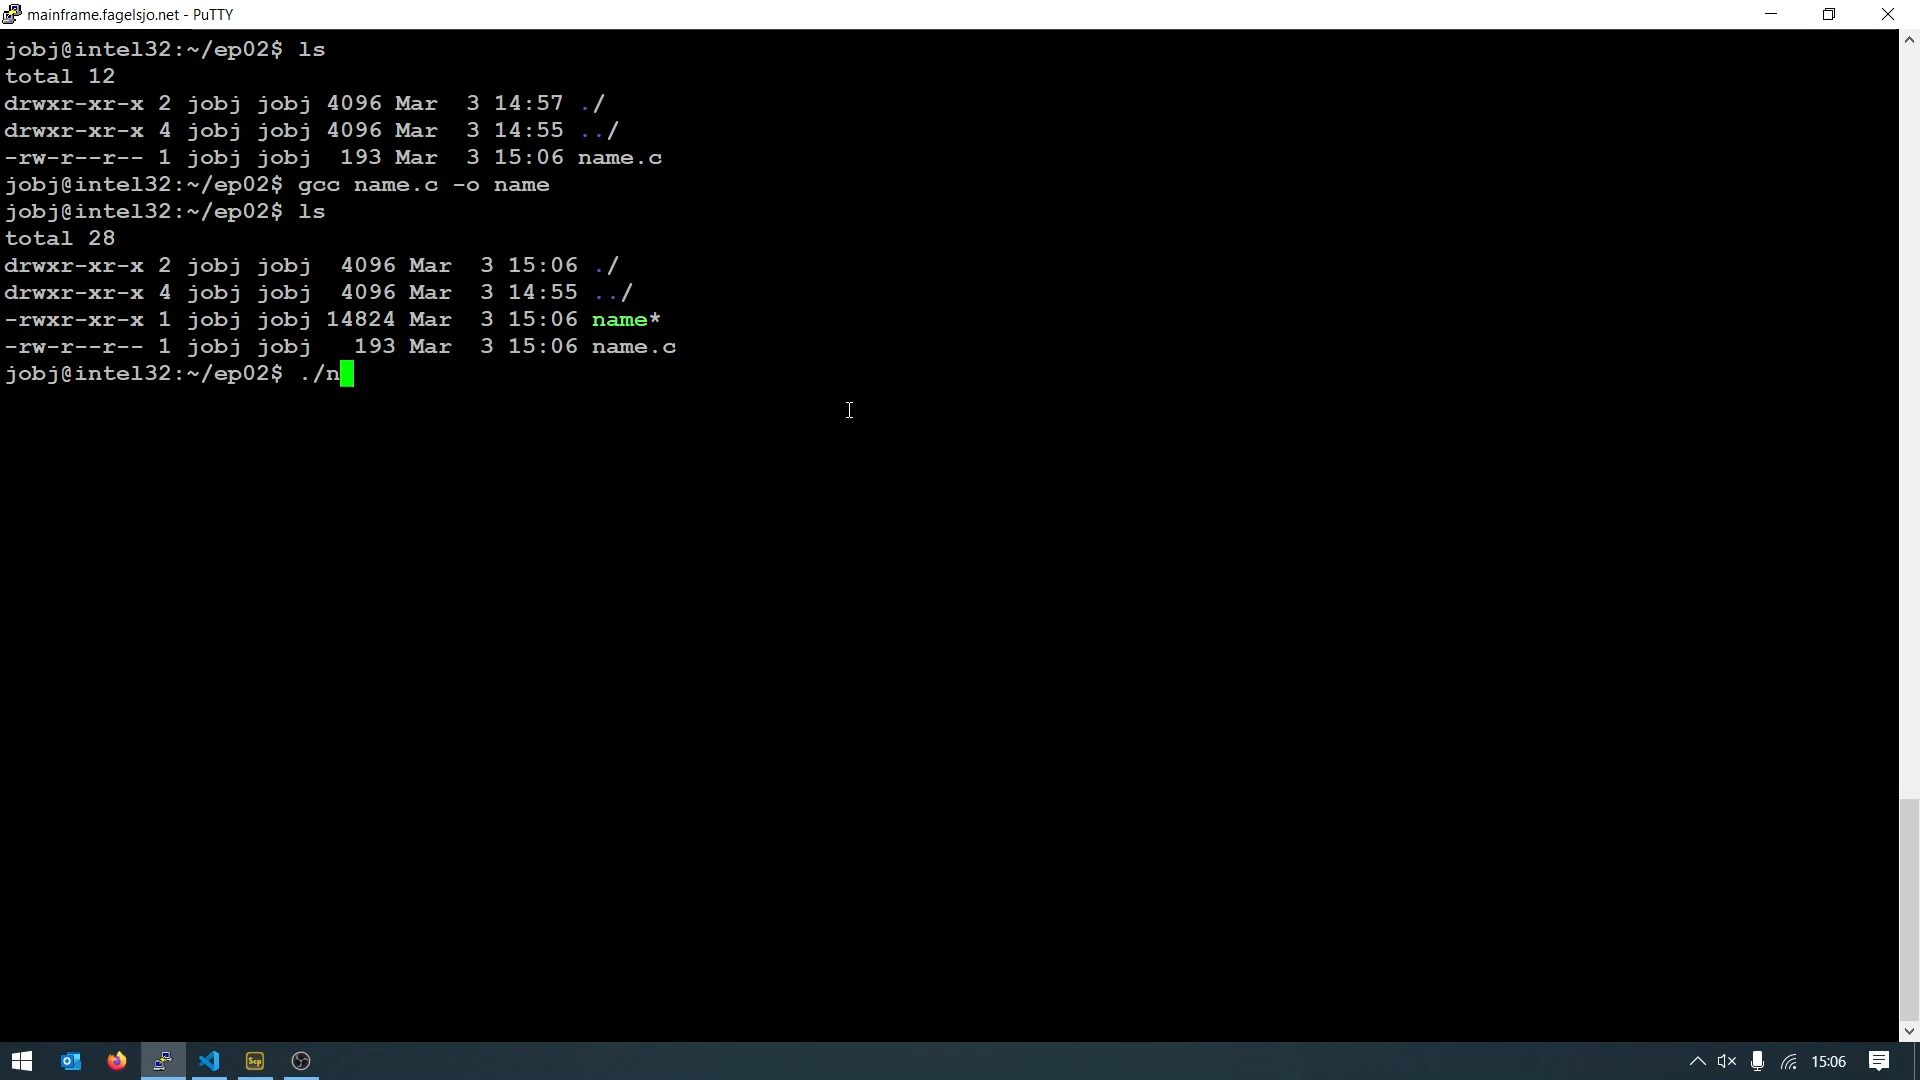 mainframe.fagelsjo.net - PuTTY
jobj@intel32:~/ep02$ ls
total 12
drwxr-xr-x 2 jobj jobj 4096 Mar  3 14:57 ./
drwxr-xr-x 4 jobj jobj 4096 Mar  3 14:55 ../
-rw-r--r-- 1 jobj jobj  193 Mar  3 15:06 name.c
jobj@intel32:~/ep02$ gcc name.c -o name
jobj@intel32:~/ep02$ ls
total 28
drwxr-xr-x 2 jobj jobj  4096 Mar  3 15:06 ./
drwxr-xr-x 4 jobj jobj  4096 Mar  3 14:55 ../
-rwxr-xr-x 1 jobj jobj 14824 Mar  3 15:06 name*
-rw-r--r-- 1 jobj jobj   193 Mar  3 15:06 name.c
jobj@intel32:~/ep02$ ./n
Scp
15:06